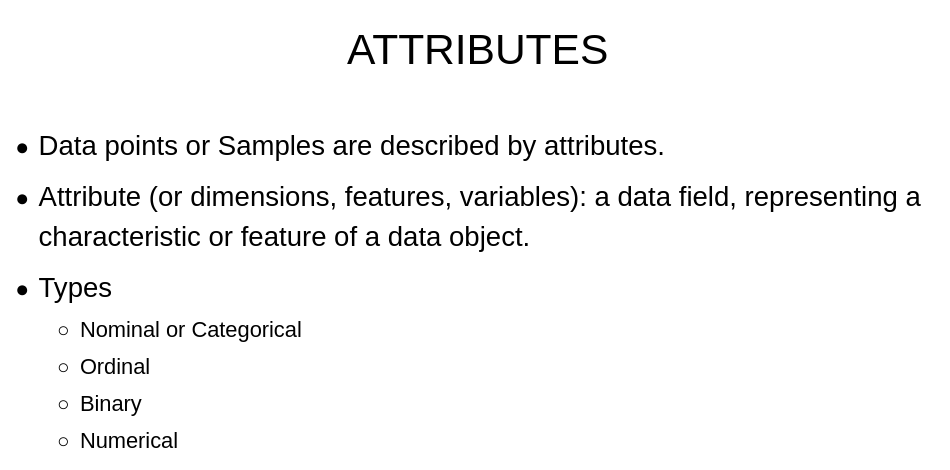 ATTRIBUTES
● Data points or Samples are described by attributes.
● Attribute (or dimensions, features, variables): a data field, representing a
characteristic or feature of a data object.
● Types
○ Nominal or Categorical
○ Ordinal
○ Binary
○ Numerical